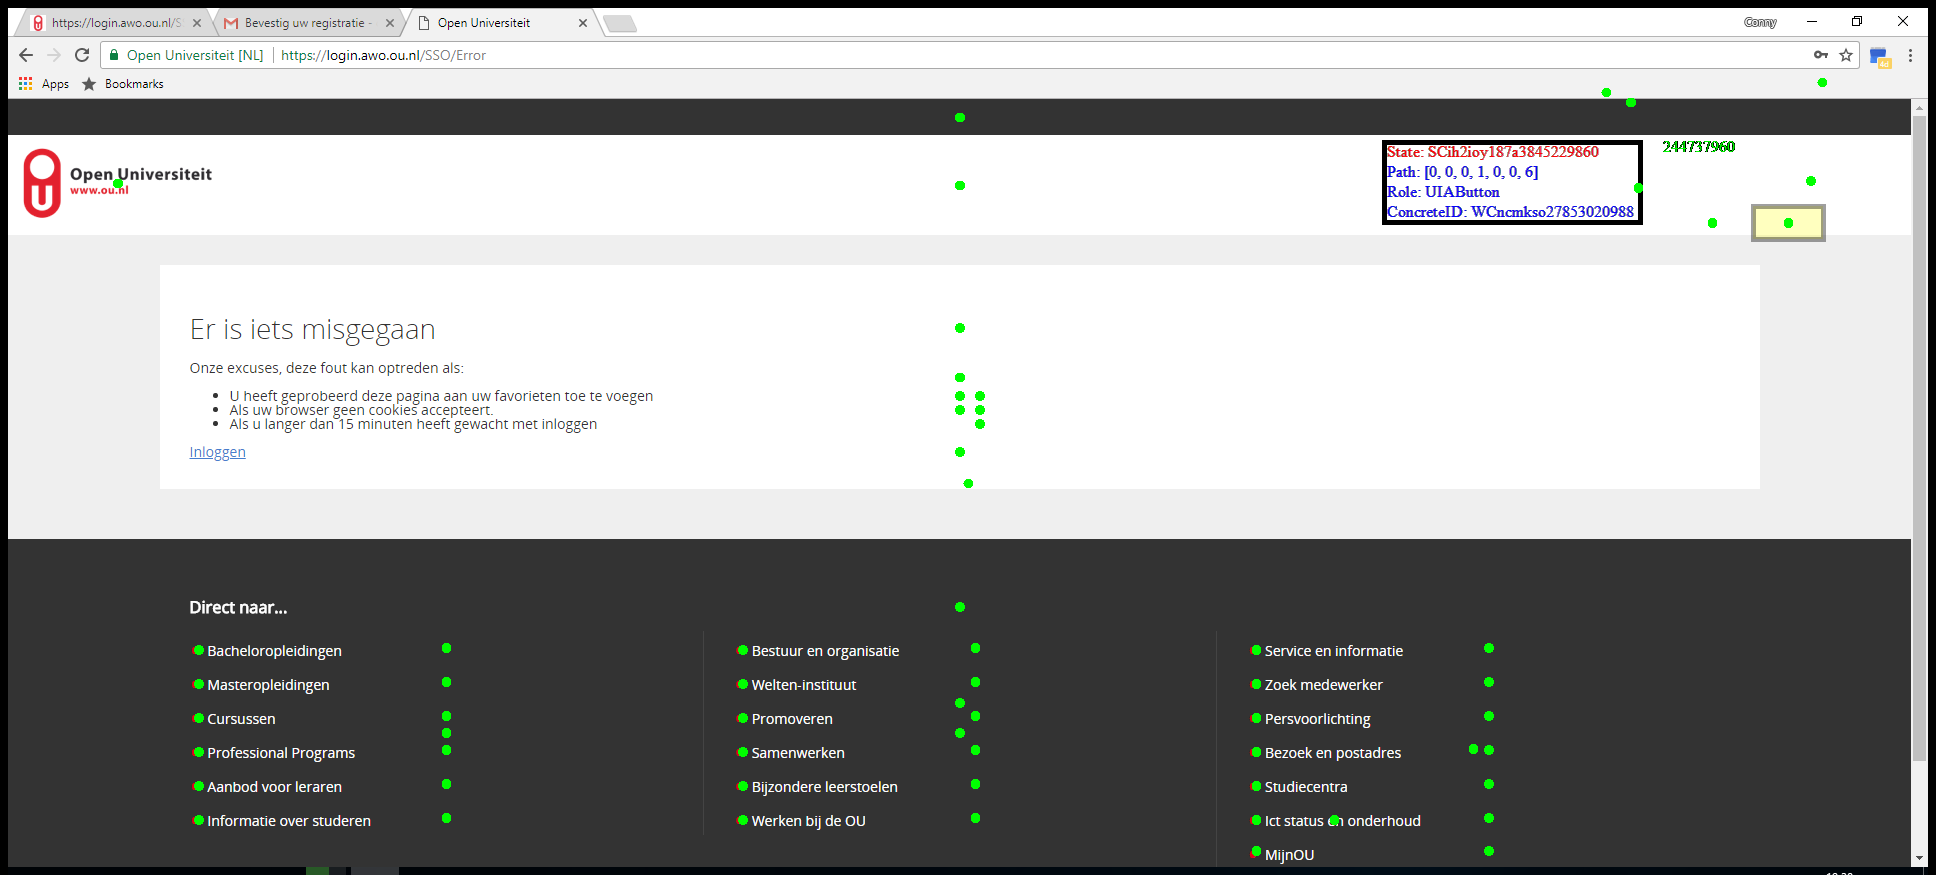 https://login.awo.ou.nl/S
Bevestig uw registratie -
Open Universiteit
Conny
Open Universiteit [NL]
https://login.awo.ou.nl/SSO/Error
4d
Apps
Bookmarks
Open Universiteit
www.ou.nl
State: SCih2ioy187a3845229860
Path: [0, 0, 0, 1, 0, 0, 6]
Role: UIAButton
ConcreteID: WCncmkso27853020988
244737960
Er is iets misgegaan
Onze excuses, deze fout kan optreden als:
U heeft geprobeerd deze pagina aan uw favorieten toe te voegen
Als uw browser geen cookies accepteert.
Als u langer dan 15 minuten heeft gewacht met inloggen
Inloggen
Direct naar...
Bacheloropleidingen
Masteropleidingen
Cursussen
Professional Programs
Aanbod voor leraren
Informatie over studeren
Bestuur en organisatie
Welten-instituut
Promoveren
Samenwerken
Bijzondere leerstoelen
Werken bij de OU
Service en informatie
Zoek medewerker
Persvoorlichting
Bezoek en postadres
Studiecentra
Ict status en onderhoud
MijnOU